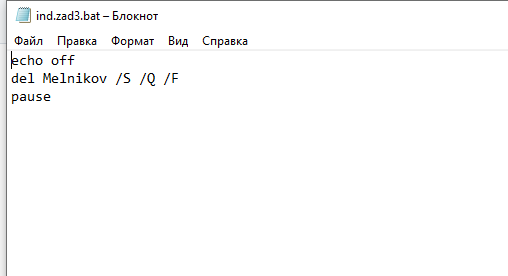 ind.zad3.bat – Блокнот
Файл Правка Формат Вид Справка
echo off
del Melnikov /S /Q /F
pause